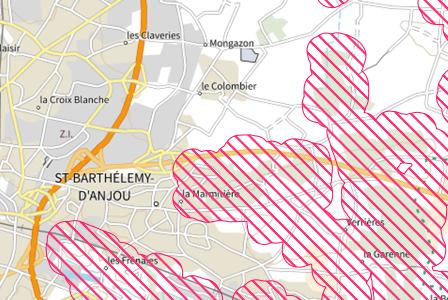 les Claveries
Mongazon
laisir
le Colombier
la Croix Blanche
Z.i.
ST-BARTHÉLEMY-
D'ANJOU
la Marmitière
Verrières
la Garenne
les Frênaies